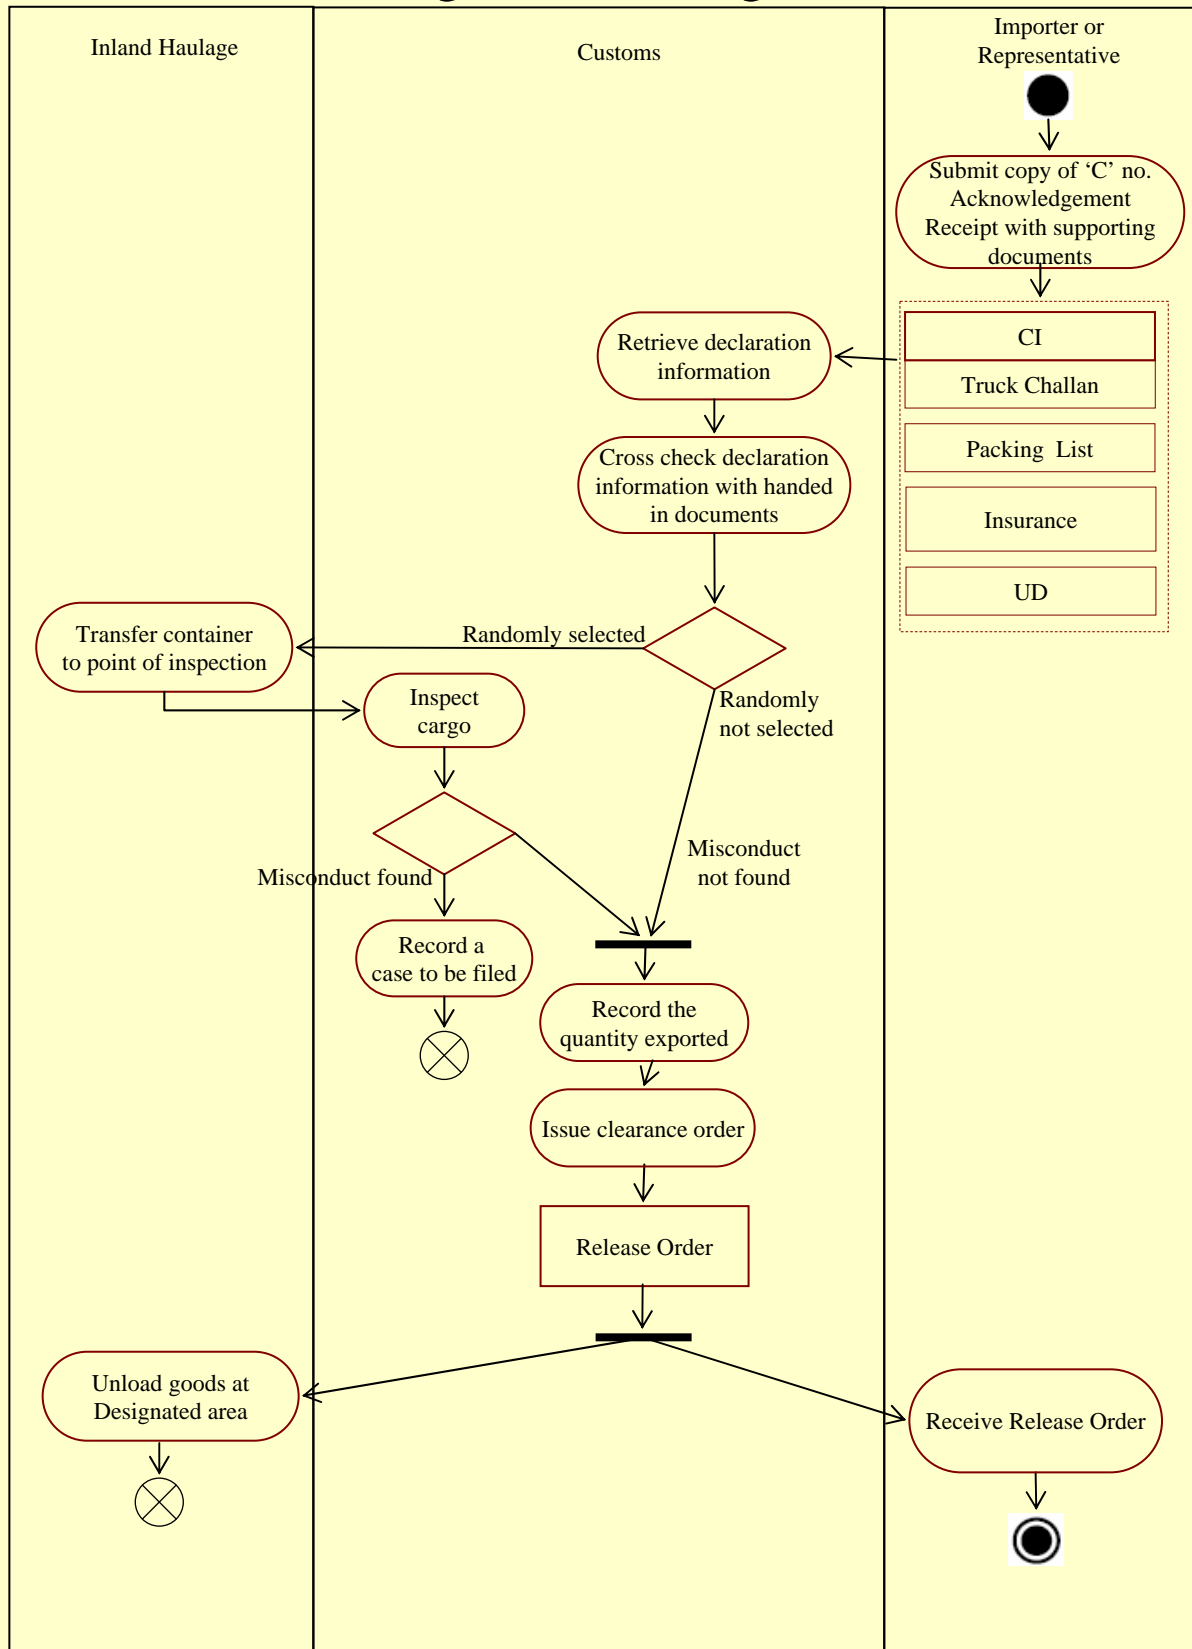 Inland Haulage
Customs
Importer or
Representative
Submit copy of ‘C’ no.
Acknowledgement
Receipt with supporting
documents
CI
Truck Challan
Packing List
Insurance
UD
Retrieve declaration
information
Cross check declaration
information with handed
in documents
Randomly selected
Transfer container
to point of inspection
Randomly
not selected
Inspect
cargo
Misconduct
not found
Misconduct found
Record a
case to be filed
Record the
quantity exported
Issue clearance order
Release Order
Unload goods at
Designated area
Receive Release Order